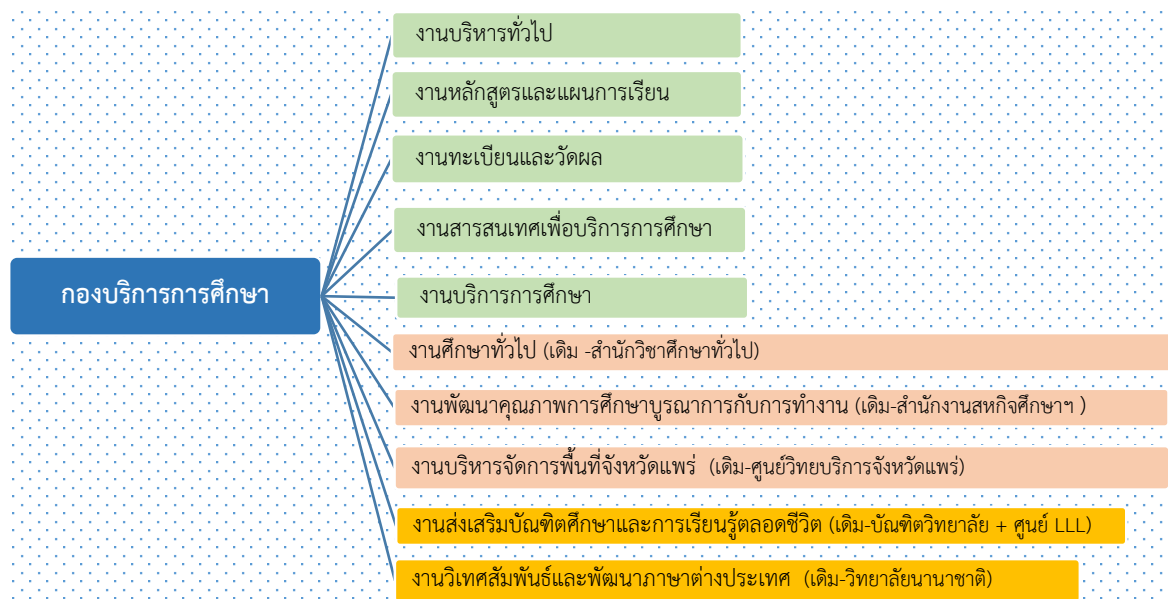 งานบริหารทั่วไป
งานหลักสูตรและแผนการเรียน
งานทะเบียนและวัดผล
งานสารสนเทศเพื่อบริการการศึกษา
กองบริการการศึกษา
งานบริการการศึกษา
งานศึกษาทั่วไป (เดิม -สำนักวิชาศึกษาทั่วไป)
งานพัฒนาคุณภาพการศึกษาบูรณาการกับการทำงาน (เดิม-สำนักงานสหกิจศึกษาฯ )
งานบริหารจัดการพื้นที่จังหวัดแพร่ (เดิม-ศูนย์วิทยบริการจังหวัดแพร่)
งานส่งเสริมบัณฑิตศึกษาและการเรียนรู้ตลอดชีวิต (เดิม-บัณฑิตวิทยาลัย + ศูนย์ LLL)
งานวิเทศสัมพันธ์และพัฒนาภาษาต่างประเทศ (เดิม-วิทยาลัยนานาชาติ)